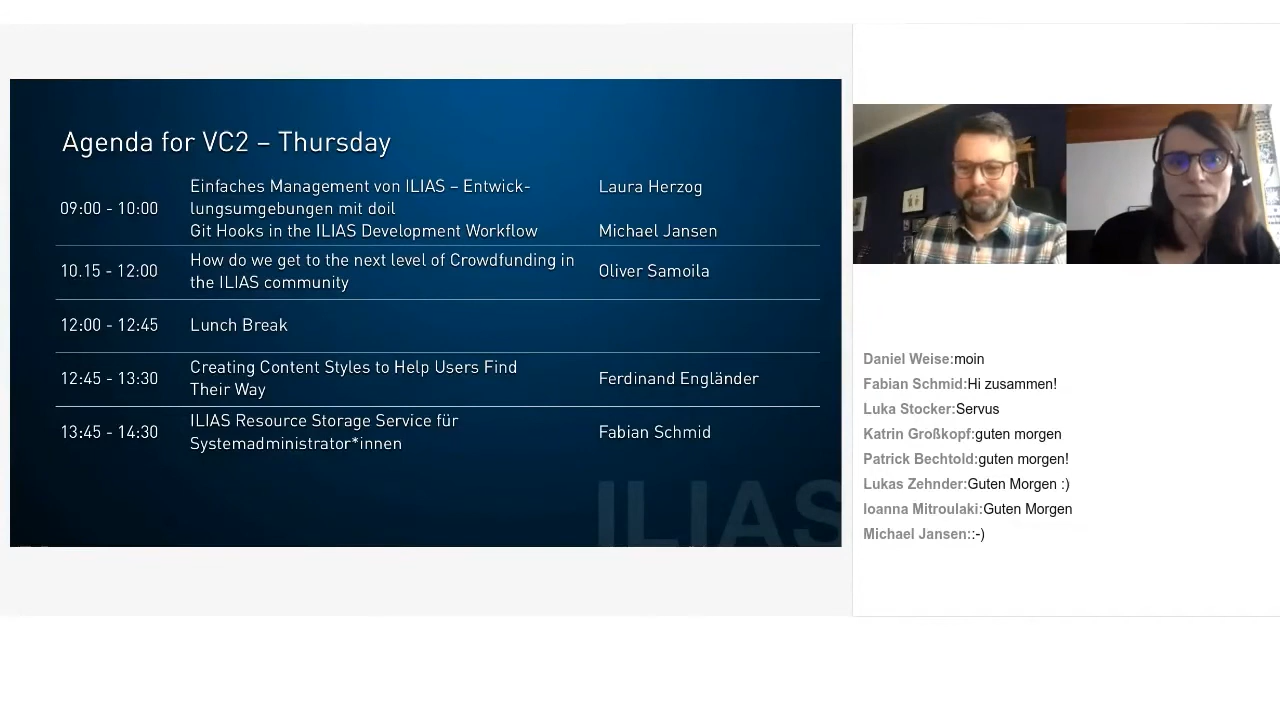 Agenda for VC2 – Thursday
09:00 - 10:00
Einfaches Management von ILIAS – Entwick-
lungsumgebungen mit doil
Git Hooks in the ILIAS Development Workflow
Laura Herzog
Michael Jansen
10.15 - 12:00
How do we get to the next level of Crowdfunding in
the ILIAS community
Oliver Samoila
12:00 - 12:45
Lunch Break
12:45 - 13:30
Creating Content Styles to Help Users Find
Their Way
Ferdinand Engländer
13:45 - 14:30
ILIAS Resource Storage Service für
Systemadministrator*innen
Fabian Schmid
ILIAS
Daniel Weise:moin
Fabian Schmid:Hi zusammen!
Luka Stocker:Servus
Katrin Großkopf:guten morgen
Patrick Bechtold:guten morgen!
Lukas Zehnder:Guten Morgen :)
Ioanna Mitroulaki:Guten Morgen
Michael Jansen::-)